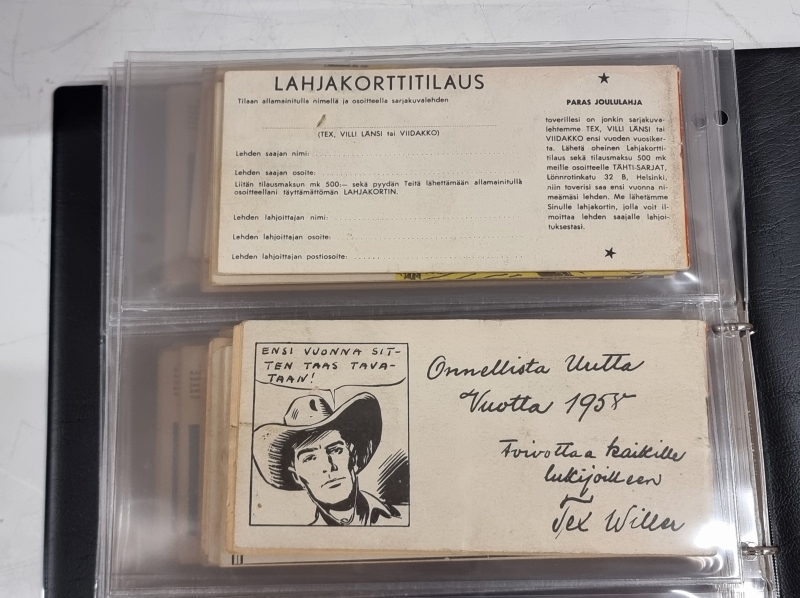 LAHJAKORTTITILAUS
Tilaan allamainitulla nimellä ja osoitteella sarjakuvalehden
(TEX, VILLI LÄNSI tai VIIDAKKO)
Lehden saajan nimi:
Lehden saajan osoite:
Liitän tilausmaksun mk 500:— sekä pyydän Teitä lähettämään allamainitulla
osoitteellani täyttämättömän LAHJAKORTIN.
Lehden lahjoittajan nimi:
Lehden lahjoittajan osoite:
Lehden lahjoittajan postiosoite:
PARAS JOULULAHJA
toverillesi on jonkin sarjakuva-
lehtemme TEX, VILLI LÄNSI tai
VIIDAKKO ensi vuoden vuosiker-
ta. Lähetä oheinen Lahjakortti-
tilaus sekä tilausmaksu 500 mk
meille osoitteella TÄHTI-SARJAT,
Lönnrotinkatu 32 B, Helsinki,
niin toverisi saa ensi vuonna ni-
meämäsi lehden. Me lähetämme
Sinulle lahjakortin, jolla voit il-
moittaa lehden saajalle lahjoi-
tuksestasi.
ENSI VUONNA SIT-
TEN TAAS TAVA-
TAAN!
Onnellista Uutta
Vuotta 1955
toivottaa kaikille
lukijoilleen
Tex Willer